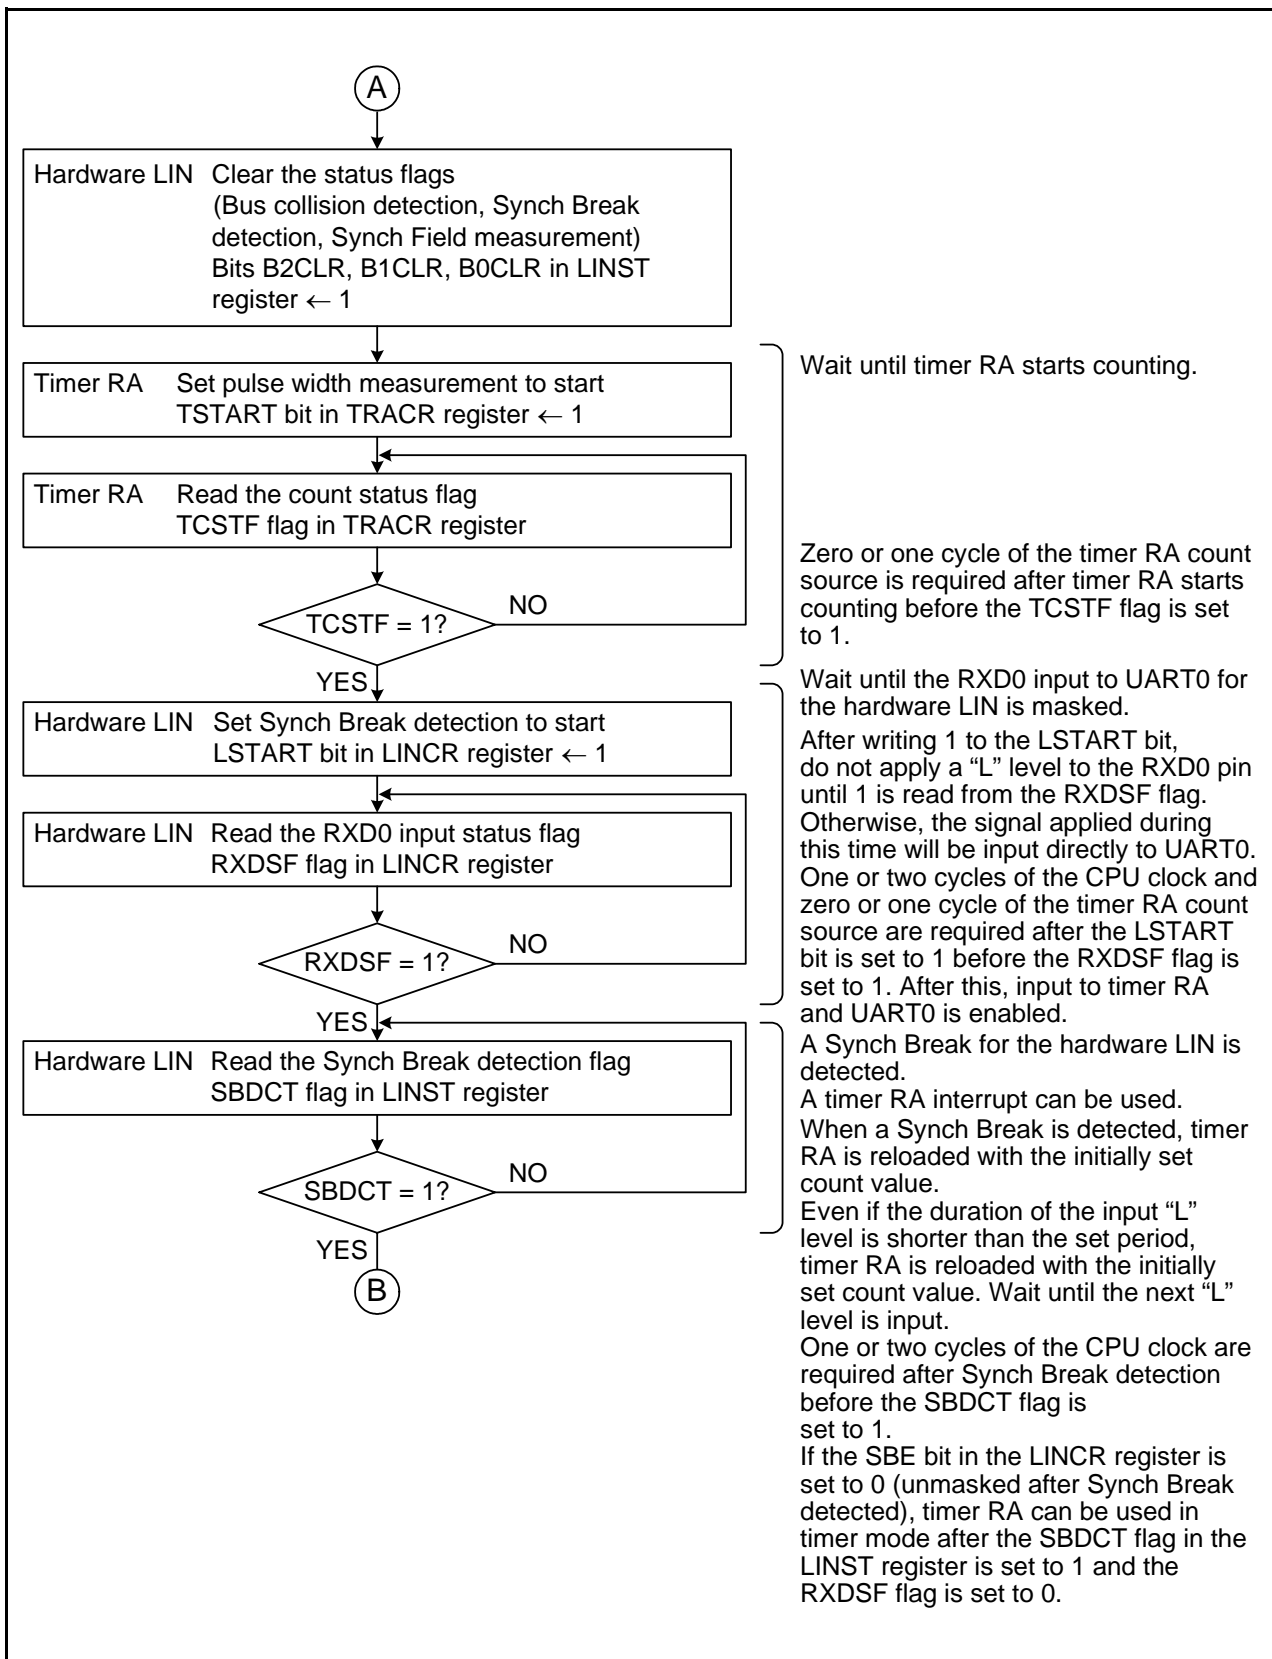 A
Hardware LIN Clear the status flags
(Bus collision detection, Synch Break
detection, Synch Field measurement)
Bits B2CLR, B1CLR, B0CLR in LINST
register ← 1
Timer RA Set pulse width measurement to start
TSTART bit in TRACR register ← 1
Wait until timer RA starts counting.
Timer RA Read the count status flag
TCSTF flag in TRACR register
TCSTF = 1?
NO
YES
Zero or one cycle of the timer RA count
source is required after timer RA starts
counting before the TCSTF flag is set
to 1.
Hardware LIN Set Synch Break detection to start
LSTART bit in LINCR register ← 1
Hardware LIN Read the RXD0 input status flag
RXDSF flag in LINCR register
RXDSF = 1?
NO
YES
Wait until the RXD0 input to UART0 for
the hardware LIN is masked.
After writing 1 to the LSTART bit,
do not apply a “L” level to the RXD0 pin
until 1 is read from the RXDSF flag.
Otherwise, the signal applied during
this time will be input directly to UART0.
One or two cycles of the CPU clock and
zero or one cycle of the timer RA count
source are required after the LSTART
bit is set to 1 before the RXDSF flag is
set to 1. After this, input to timer RA
and UART0 is enabled.
Hardware LIN Read the Synch Break detection flag
SBDCT flag in LINST register
SBDCT = 1?
NO
YES
B
A Synch Break for the hardware LIN is
detected.
A timer RA interrupt can be used.
When a Synch Break is detected, timer
RA is reloaded with the initially set
count value.
Even if the duration of the input “L”
level is shorter than the set period,
timer RA is reloaded with the initially
set count value. Wait until the next “L”
level is input.
One or two cycles of the CPU clock are
required after Synch Break detection
before the SBDCT flag is
set to 1.
If the SBE bit in the LINCR register is
set to 0 (unmasked after Synch Break
detected), timer RA can be used in
timer mode after the SBDCT flag in the
LINST register is set to 1 and the
RXDSF flag is set to 0.